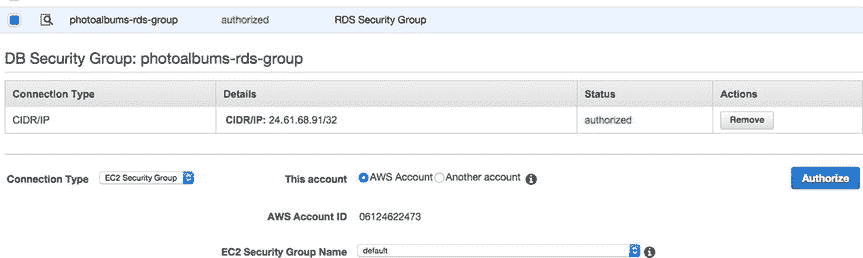 photoalbums-rds-group authorized RDS Security Group
DB Security Group: photoalbums-rds-group
Connection Type Details Status Actions
CIDR/IP CIDR/IP: 24.61.68.91/32 authorized Remove
Connection Type EC2 Security Group This account AWS Account Another account Authorize
AWS Account ID 06124622473
EC2 Security Group Name default